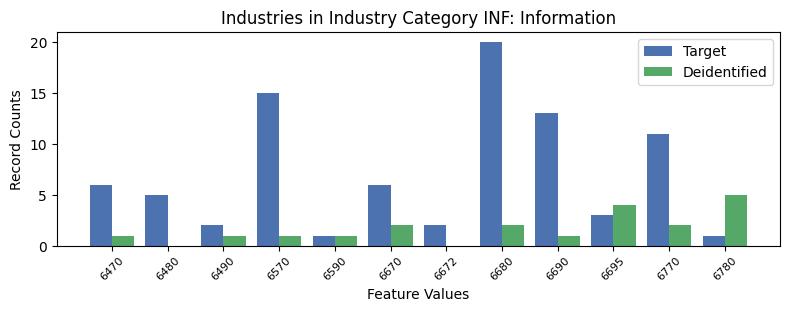 Industries in Industry Category INF: Information
Target
Deidentified
Record Counts
20
15
10
5
0
6470 6480 6490 6570 6590 6670 6672 6680 6690 6695 6770 6780
Feature Values